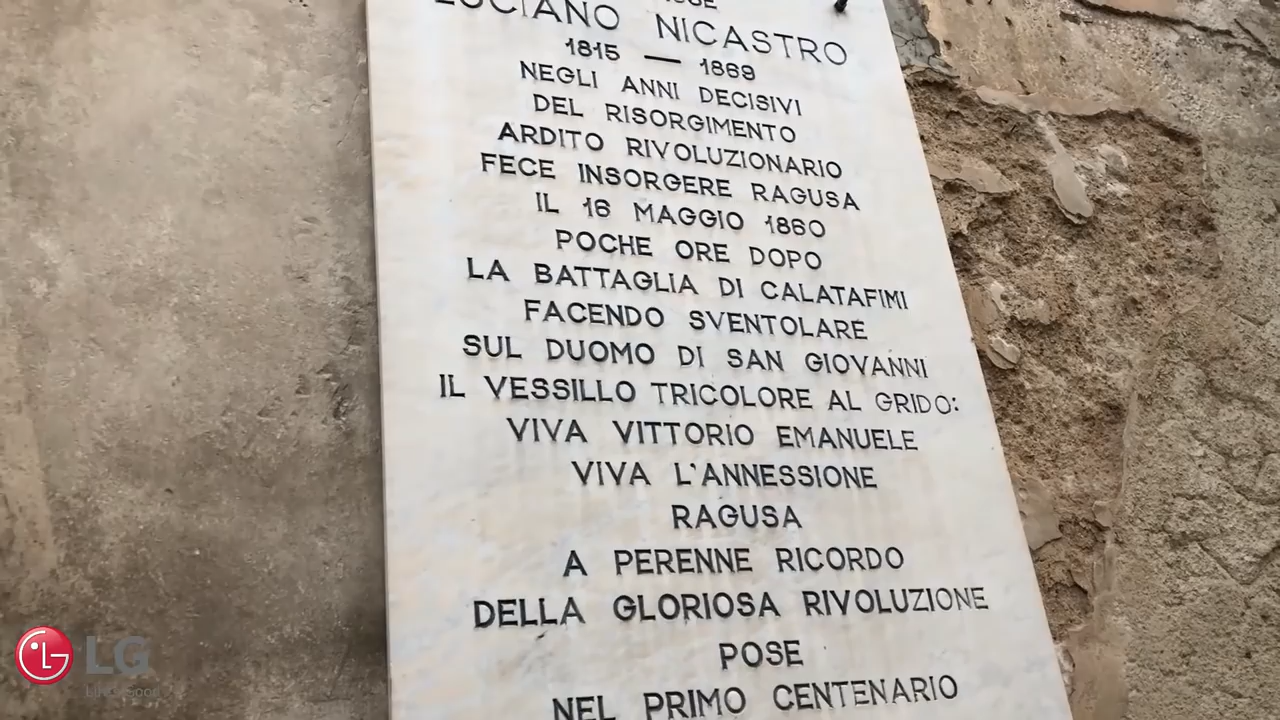 LUCIANO NICASTRO
1815 — 1869
NEGLI ANNI DECISIVI
DEL RISORGIMENTO
ARDITO RIVOLUZIONARIO
FECE INSORGERE RAGUSA
IL 16 MAGGIO 1860
POCHE ORE DOPO
LA BATTAGLIA DI CALATAFIMI
FACENDO SVENTOLARE
SUL DUOMO DI SAN GIOVANNI
IL VESSILLO TRICOLORE AL GRIDO:
VIVA VITTORIO EMANUELE
VIVA L'ANNESSIONE
RAGUSA
A PERENNE RICORDO
DELLA GLORIOSA RIVOLUZIONE
POSE
NEL PRIMO CENTENARIO
LG
Life's Good